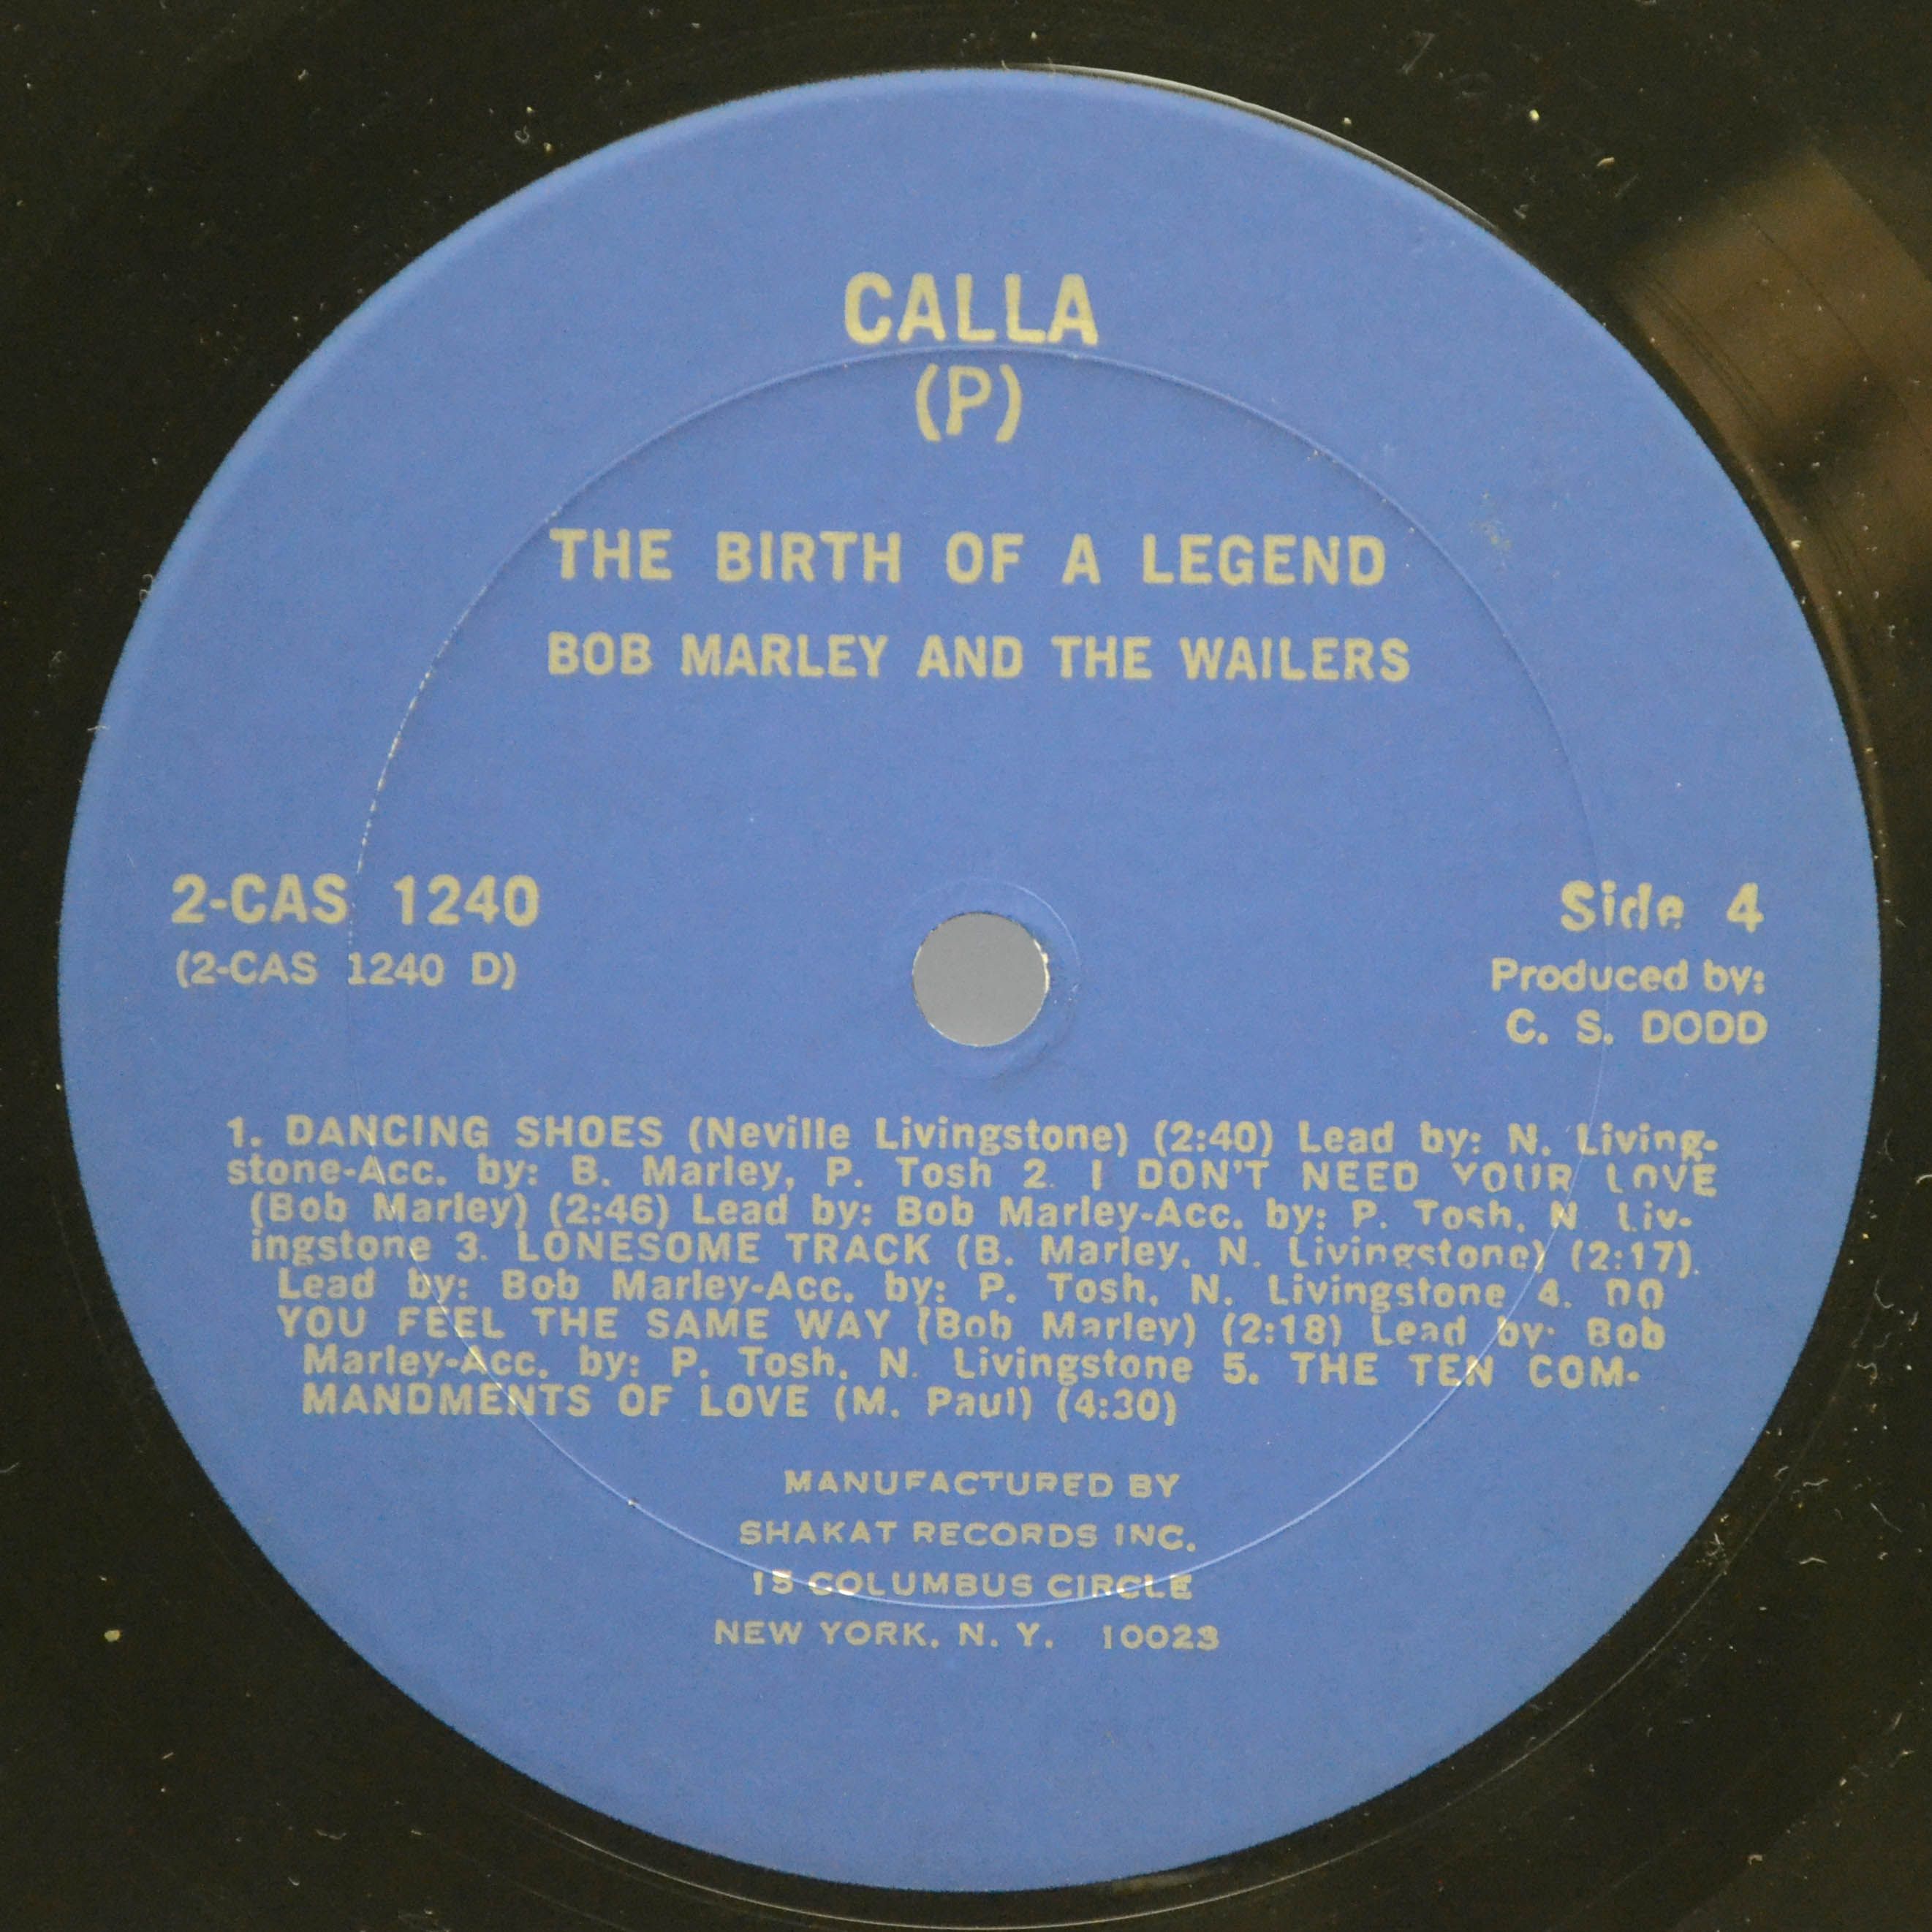 CALLA
(P)
THE BIRTH OF A LEGEND
BOB MARLEY AND THE WAILERS
2-CAS 1240
(2-CAS 1240 D)
Side 4
Produced by:
C. S. DODD
1. DANCING SHOES (Neville Livingstone) (2:40) Lead by: N. Living-
stone-Acc. by: B. Marley, P. Tosh 2. I DON'T NEED YOUR LOVE
(Bob Marley) (2:46) Lead by: Bob Marley-Acc. by: P. Tosh, N. Liv-
ingstone 3. LONESOME TRACK (B. Marley, N. Livingstone) (2:17).
Lead by: Bob Marley-Acc. by: P. Tosh, N. Livingstone 4. DO
YOU FEEL THE SAME WAY (Bob Marley) (2:18) Lead by: Bob
Marley-Acc. by: P. Tosh, N. Livingstone 5. THE TEN COM-
MANDMENTS OF LOVE (M. Paul) (4:30)
MANUFACTURED BY
SHAKAT RECORDS INC.
15 COLUMBUS CIRCLE
NEW YORK, N. Y. 10023